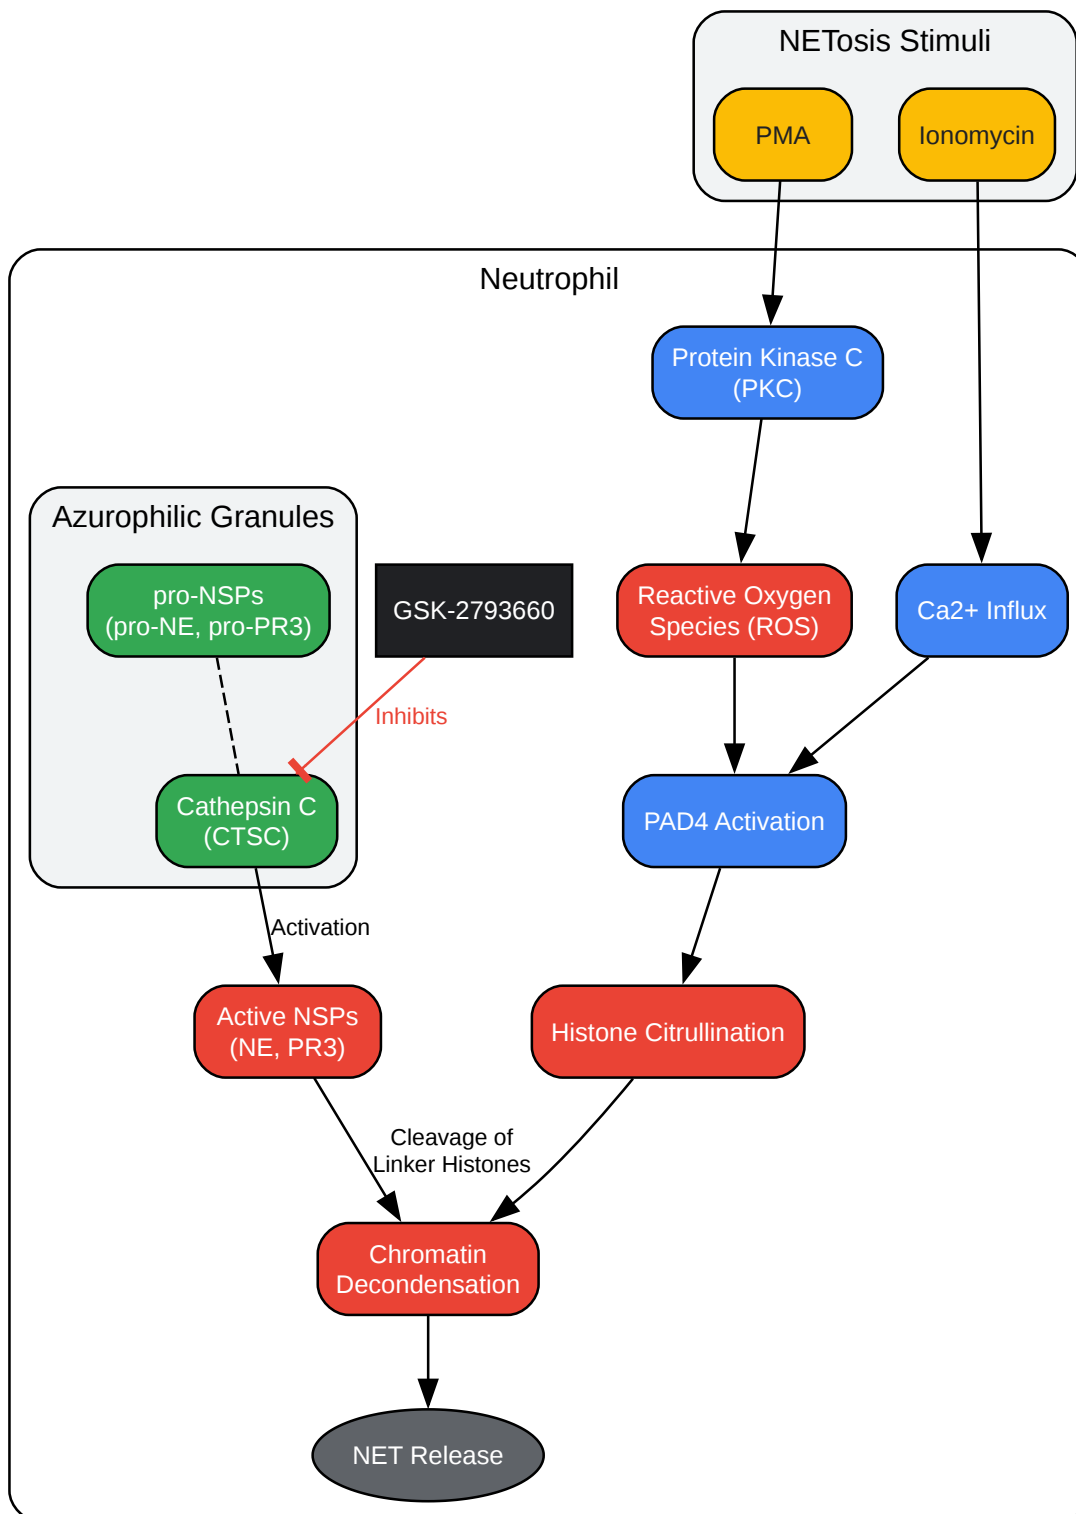 NETosis Stimuli
PMA
Ionomycin
Neutrophil
Protein Kinase C
(PKC)
Azurophilic Granules
pro-NSPs
(pro-NE, pro-PR3)
GSK-2793660
Reactive Oxygen
Species (ROS)
Ca2+ Influx
Inhibits
Cathepsin C
(CTSC)
PAD4 Activation
Activation
Active NSPs
(NE, PR3)
Histone Citrullination
Cleavage of
Linker Histones
Chromatin
Decondensation
NET Release